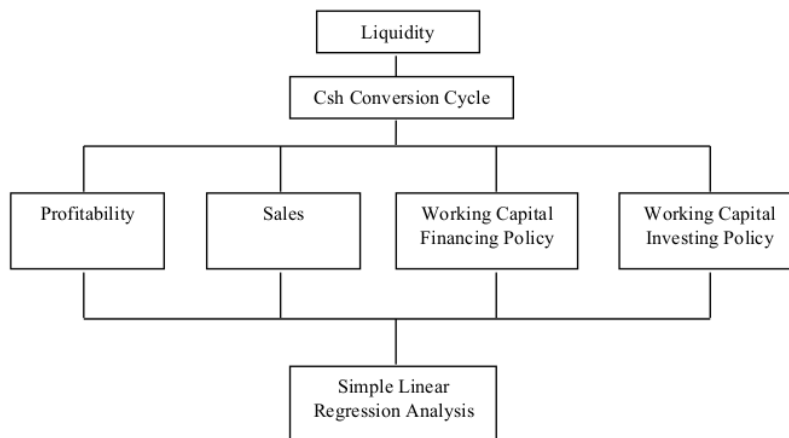 Liquidity
Csh Conversion Cycle
Profitability
Sales
Working Capital
Financing Policy
Working Capital
Investing Policy
Simple Linear
Regression Analysis